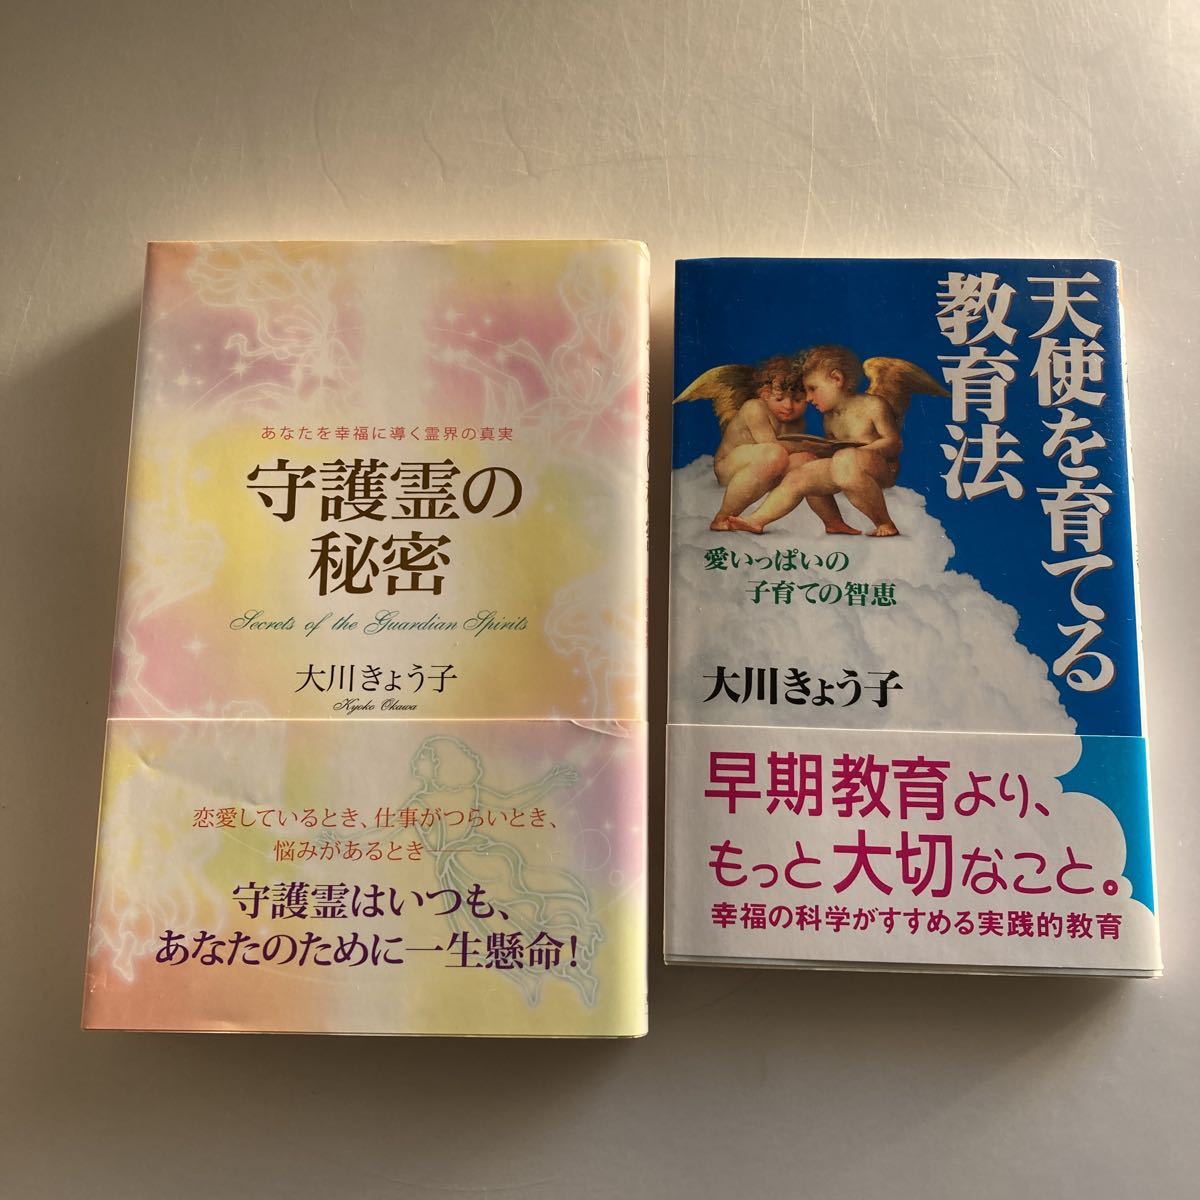 あなたを幸福に導く霊界の真実
守護霊の
秘密
Secrets of the Guardian Spirits
大川きょう子
Kyoko Okawa
恋愛しているとき、仕事がつらいとき、
悩みがあるとき――
守護霊はいつも、
あなたのために一生懸命！
天使を育てる
教育法
愛いっぱいの
子育ての智恵
大川きょう子
早期教育より、
もっと大切なこと。
幸福の科学がすすめる実践的教育